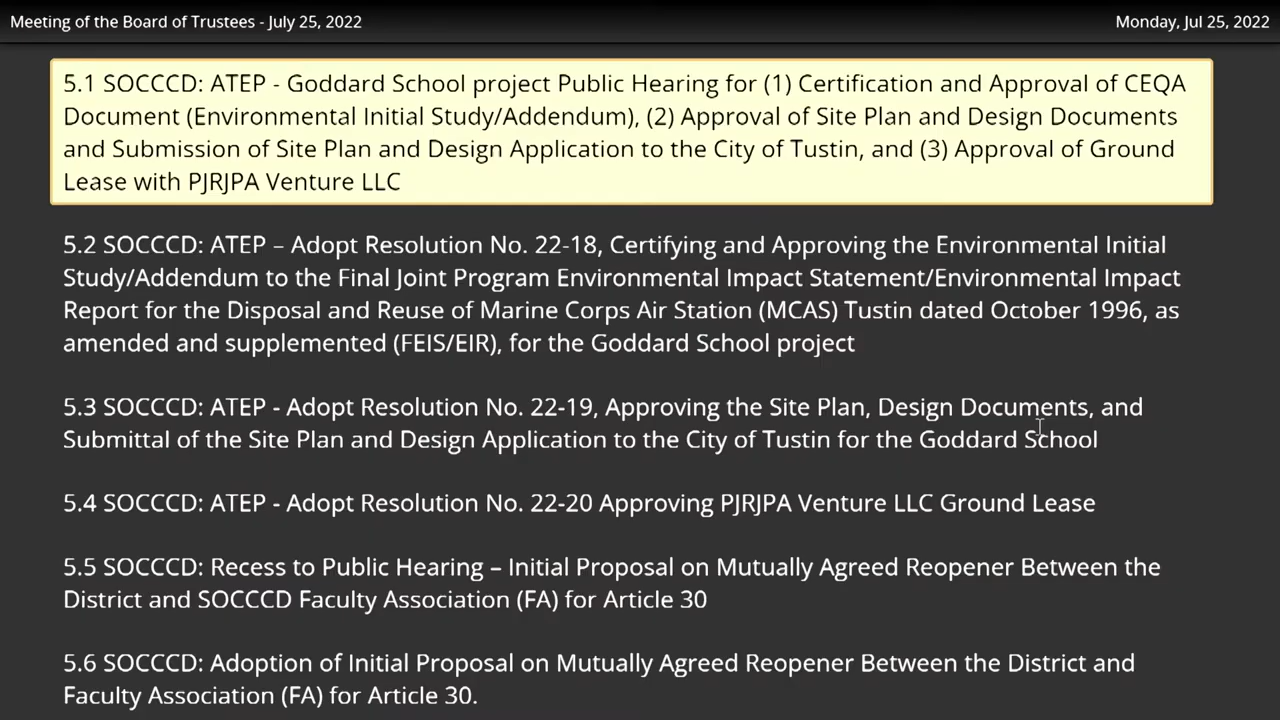 Meeting of the Board of Trustees - July 25, 2022
Monday, Jul 25, 2022
5.1 SOCCCD: ATEP - Goddard School project Public Hearing for (1) Certification and Approval of CEQA
Document (Environmental Initial Study/Addendum), (2) Approval of Site Plan and Design Documents
and Submission of Site Plan and Design Application to the City of Tustin, and (3) Approval of Ground
Lease with PJRJPA Venture LLC
5.2 SOCCCD: ATEP – Adopt Resolution No. 22-18, Certifying and Approving the Environmental Initial
Study/Addendum to the Final Joint Program Environmental Impact Statement/Environmental Impact
Report for the Disposal and Reuse of Marine Corps Air Station (MCAS) Tustin dated October 1996, as
amended and supplemented (FEIS/EIR), for the Goddard School project
5.3 SOCCCD: ATEP - Adopt Resolution No. 22-19, Approving the Site Plan, Design Documents, and
Submittal of the Site Plan and Design Application to the City of Tustin for the Goddard School
5.4 SOCCCD: ATEP - Adopt Resolution No. 22-20 Approving PJRJPA Venture LLC Ground Lease
5.5 SOCCCD: Recess to Public Hearing – Initial Proposal on Mutually Agreed Reopener Between the
District and SOCCCD Faculty Association (FA) for Article 30
5.6 SOCCCD: Adoption of Initial Proposal on Mutually Agreed Reopener Between the District and
Faculty Association (FA) for Article 30.